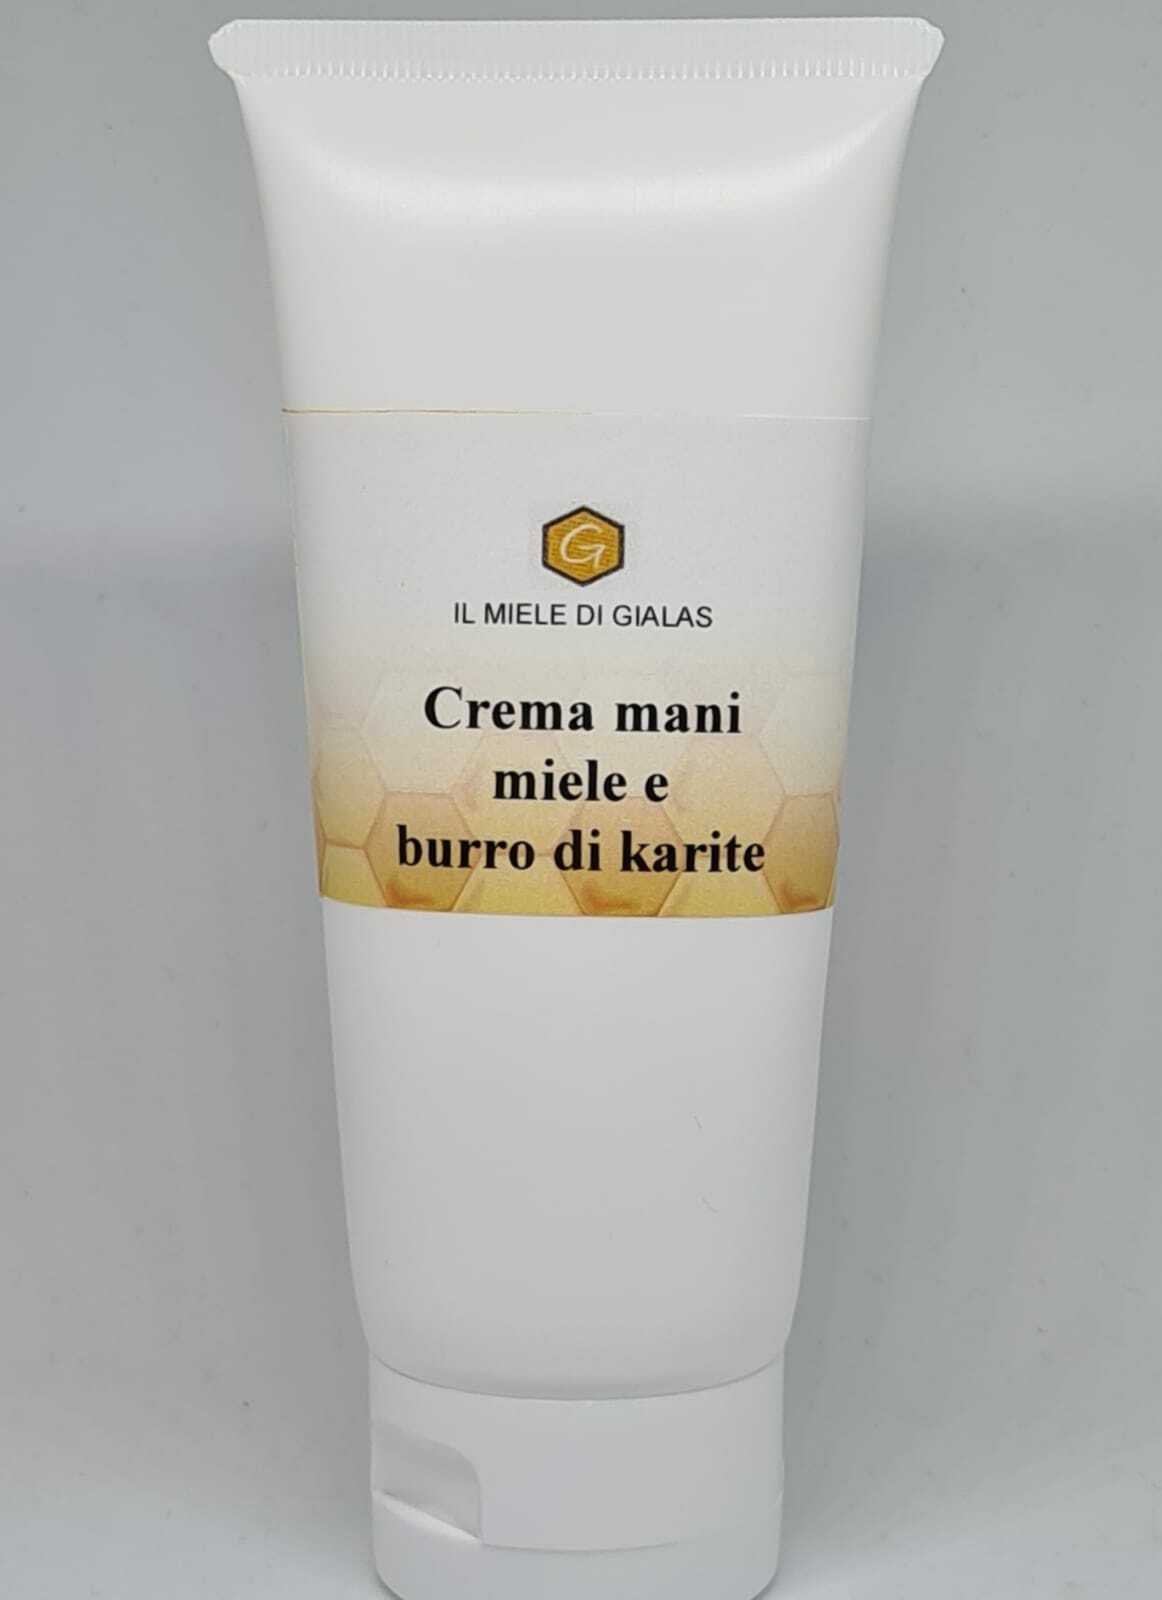 G
IL MIELE DI GIALAS
Crema mani
miele e
burro di karite